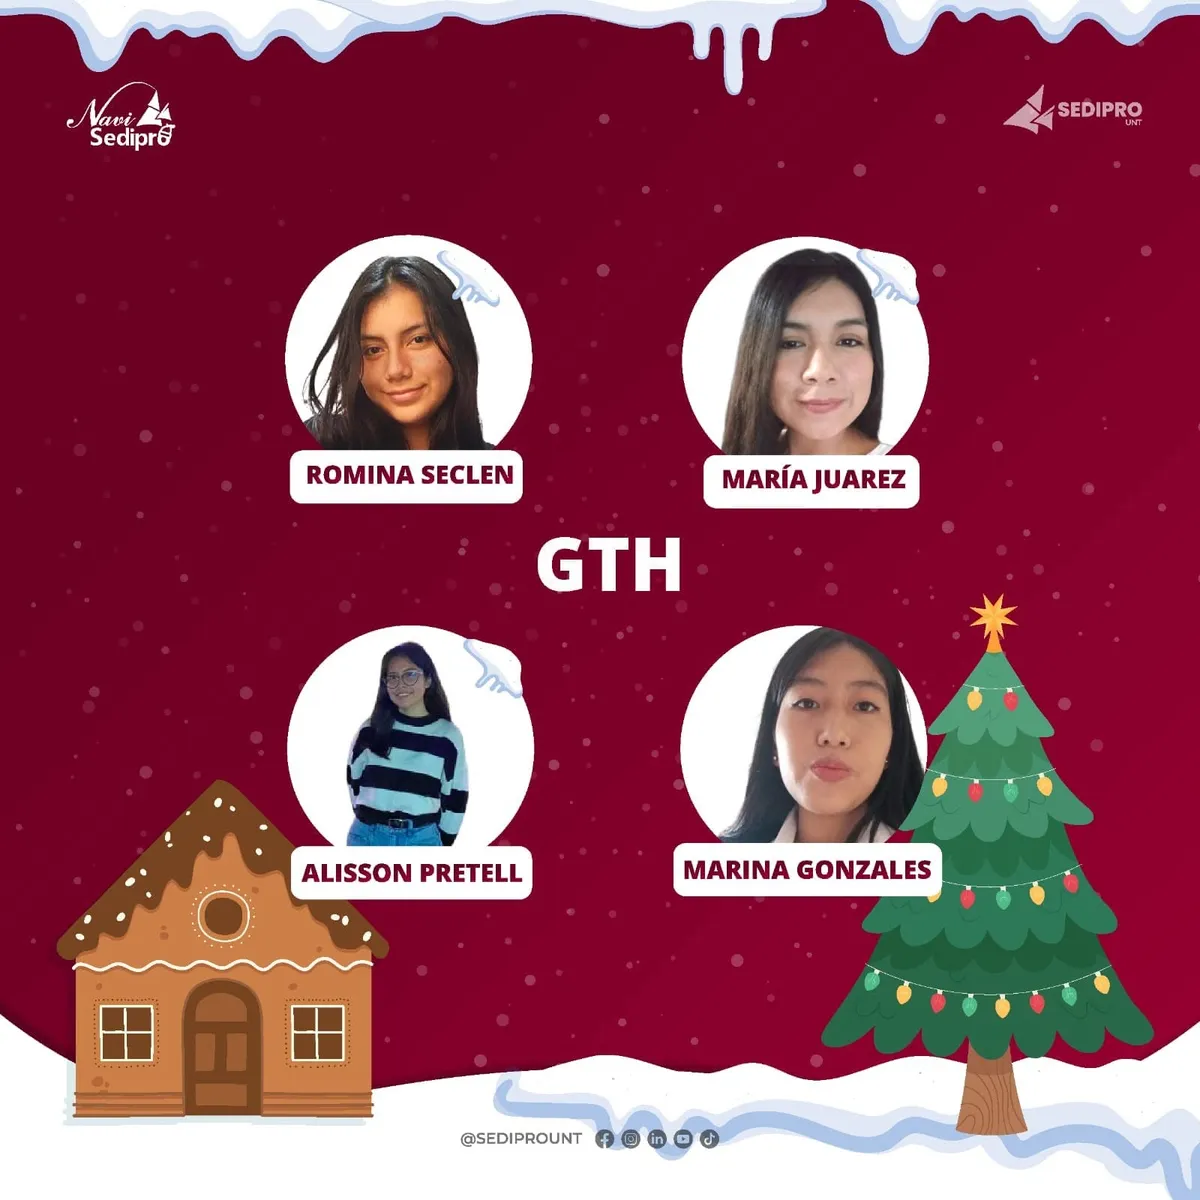 Navi
Sedipro
SEDIPRO
UNT
ROMINA SECLEN
MARÍA JUAREZ
GTH
ALISSON PRETELL
MARINA GONZALES
@SEDIPROUNT